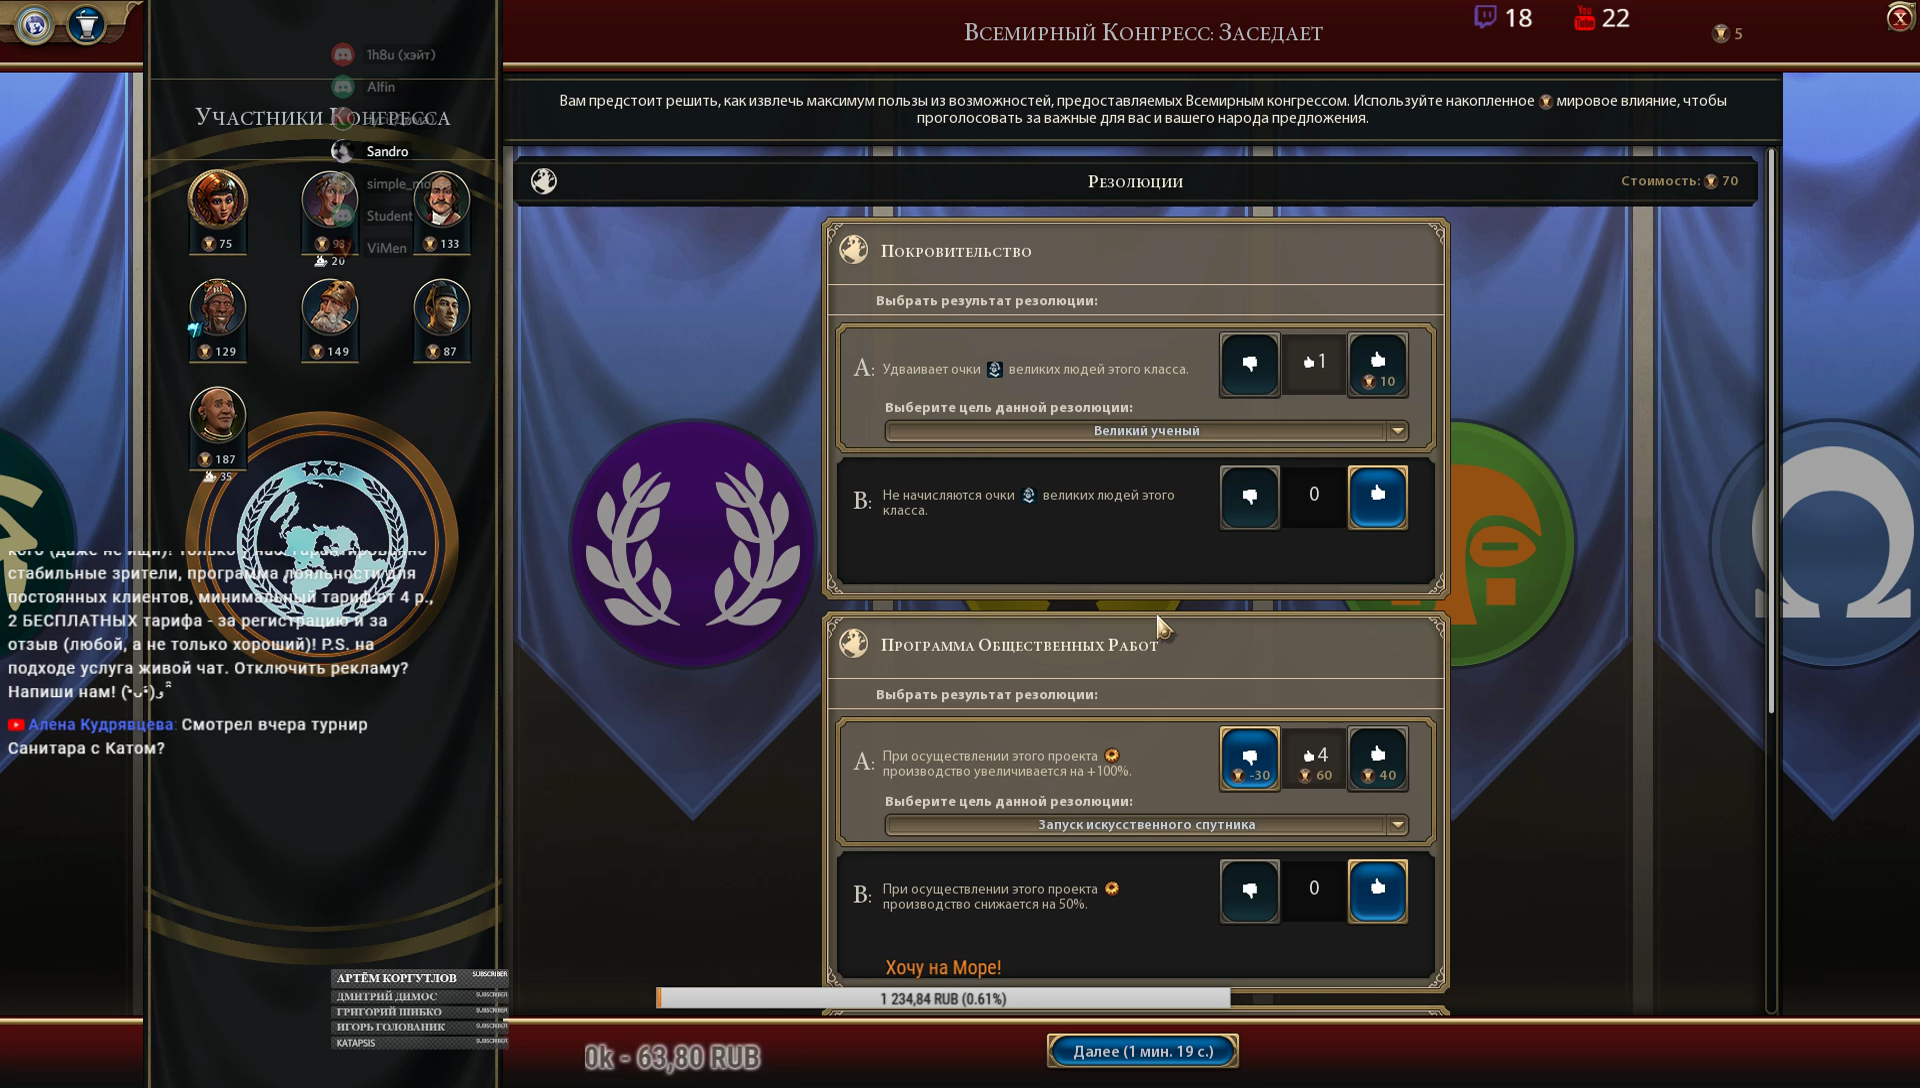 Всемирный Конгресс: Заседает
18
22
5
1h8u (хэйт)
Alfin
Участники Конгресса
Sandro
Student
ViMen
75
133
20
129
149
87
187
35
Вам предстоит решить, как извлечь максимум пользы из возможностей, предоставляемых Всемирным конгрессом. Используйте накопленное мировое влияние, чтобы
проголосовать за важные для вас и вашего народа предложения.
Резолюции
Стоимость: 70
Покровительство
Выбрать результат резолюции:
A: Удваивает очки великих людей этого класса.
1
10
Выберите цель данной резолюции:
Великий ученый
B: Не начисляются очки великих людей этого
класса.
0
Программа Общественных Работ
Выбрать результат резолюции:
A: При осуществлении этого проекта
производство увеличивается на +100%.
4
-30
60
40
Выберите цель данной резолюции:
Запуск искусственного спутника
B: При осуществлении этого проекта
производство снижается на 50%.
0
Хочу на Море!
1 234,84 RUB (0.61%)
0k - 63,80 RUB
Далее (1 мин. 19 с.)
стабильные зрители, программа лояльности для
постоянных клиентов, минимальный тариф от 4 р.,
2 БЕСПЛАТНЫХ тарифа - за регистрацию и за
отзыв (любой, а не только хороший)! P.S. на
подходе услуга живой чат. Отключить рекламу?
Напиши нам!
Алена Кудрявцева: Смотрел вчера турнир
Санитара с Катом?
АРТЁМ КОРГУТЛОВ SUBSCRIBER
ДМИТРИЙ ДИМОС SUBSCRIBER
ГРИГОРИЙ ШИБКО SUBSCRIBER
ИГОРЬ ГОЛОВАНИК SUBSCRIBER
KATAPSIS SUBSCRIBER